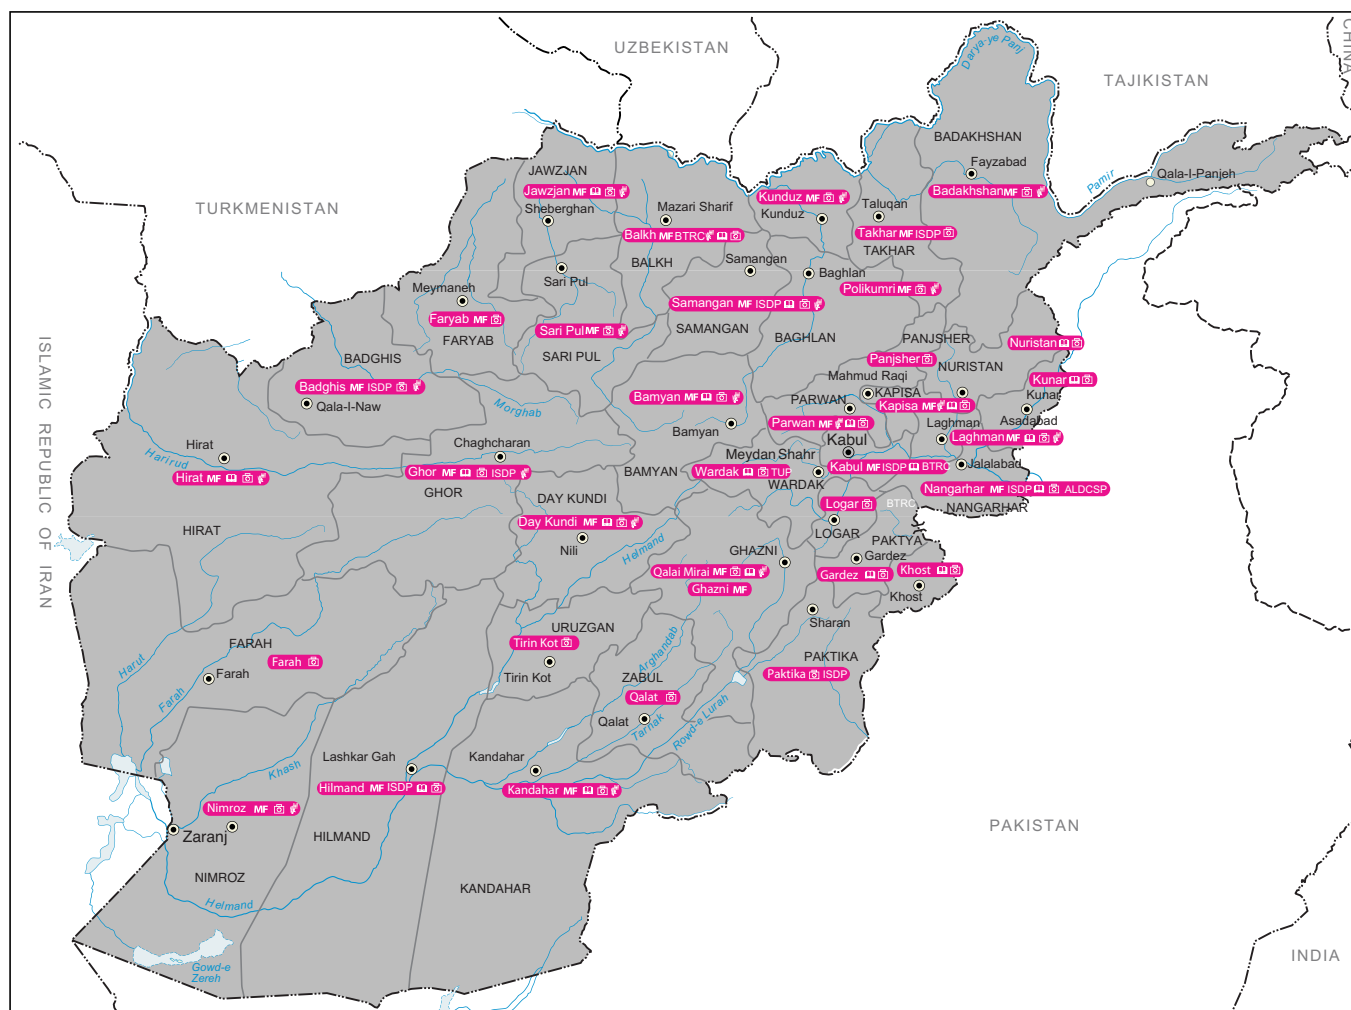 UZBEKISTAN
CHINA
Darya-ye Panj
TAJIKISTAN
BADAKHSHAN
Fayzabad
JAWZJAN
Qala-I-Panjeh
Pamir
Jawzjan MF
Kunduz MF
Badakhshan MF
TURKMENISTAN
Sheberghan
Mazari Sharif
Kunduz
Taluqan
Balkh MF BTRC
Takhar MF ISDP
TAKHAR
BALKH
Samangan
Sari Pul
Baghlan
Meymaneh
Polikumri MF
Samangan MF ISDP
Faryab MF
Sari Pul MF
SAMANGAN
FARYAB
BAGHLAN
PANJSHER
Nuristan
ISLAMIC REPUBLIC OF IRAN
BADGHIS
SARI PUL
Panjsher
NURISTAN
Mahmud Raqi
Kunar
Badghis MF ISDP
KAPISA
Kunar
Bamyan MF
PARWAN
Kapisa MF
Qala-I-Naw
Morghab
Asadabad
Parwan MF
Laghman
Bamyan
Kabul
Laghman MF
Hirat
Chaghcharan
Meydan Shahr
Harirud
Kabul MF ISDP BTRC
Jalalabad
Hirat MF
Ghor MF ISDP
BAMYAN
Wardak TUP
WARDAK
GHOR
Nangarhar MF ISDP ALDCSP
DAY KUNDI
Logar
BTRC
NANGARHAR
Day Kundi MF
HIRAT
LOGAR
Nili
Helmand
PAKTYA
GHAZNI
Gardez
Qalai Mirai MF
Gardez
Khost
Ghazni MF
Khost
Sharan
URUZGAN
Tirin Kot
Arghandab
FARAH
Farah
Harut
PAKTIKA
Farah
Tirin Kot
ZABUL
Paktika ISDP
Farah
Qalat
Qalat
Tarnak
Rowd-e Lurah
Lashkar Gah
Kandahar
Khash
Hilmand MF ISDP
Kandahar MF
Nimroz MF
Zaranj
HILMAND
PAKISTAN
NIMROZ
KANDAHAR
Helmand
INDIA
Gowd-e
Zereh